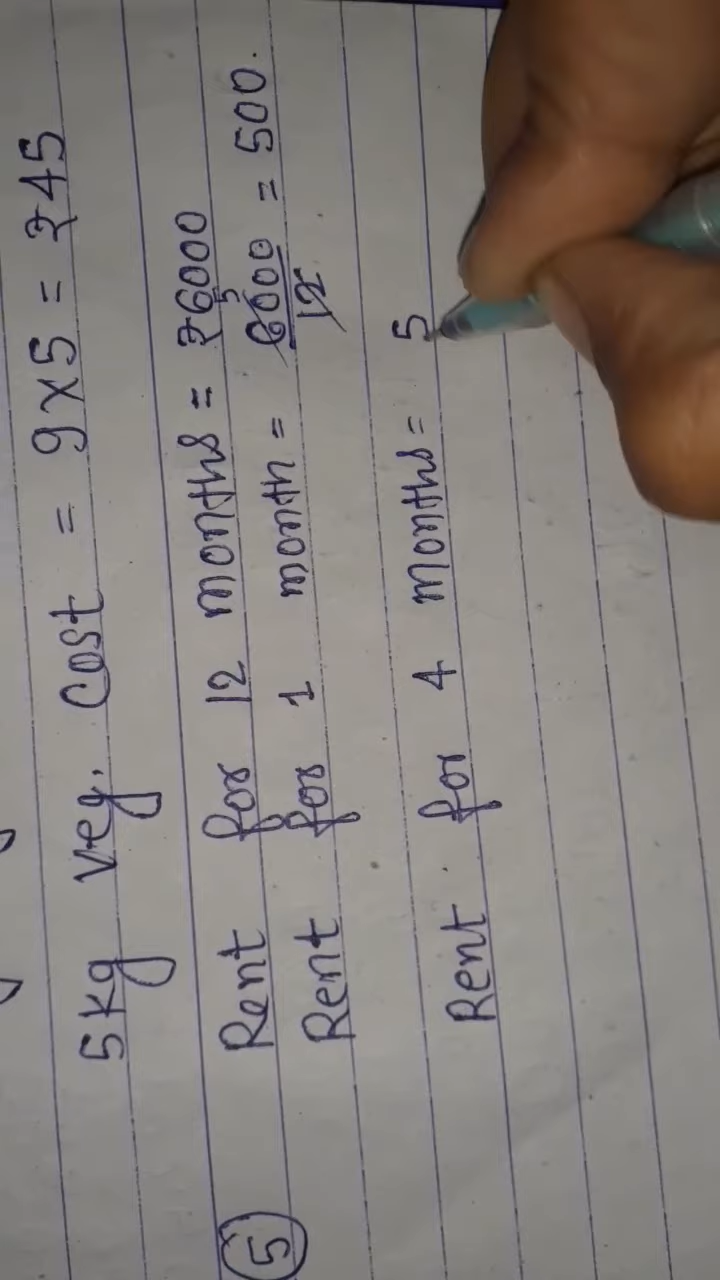 5kg veg. cost = 9x5 = ₹45
5 Rent for 12 months = ₹6000
Rent for 1 month = 6000/12 5 = 500.
Rent for 4 months = 5